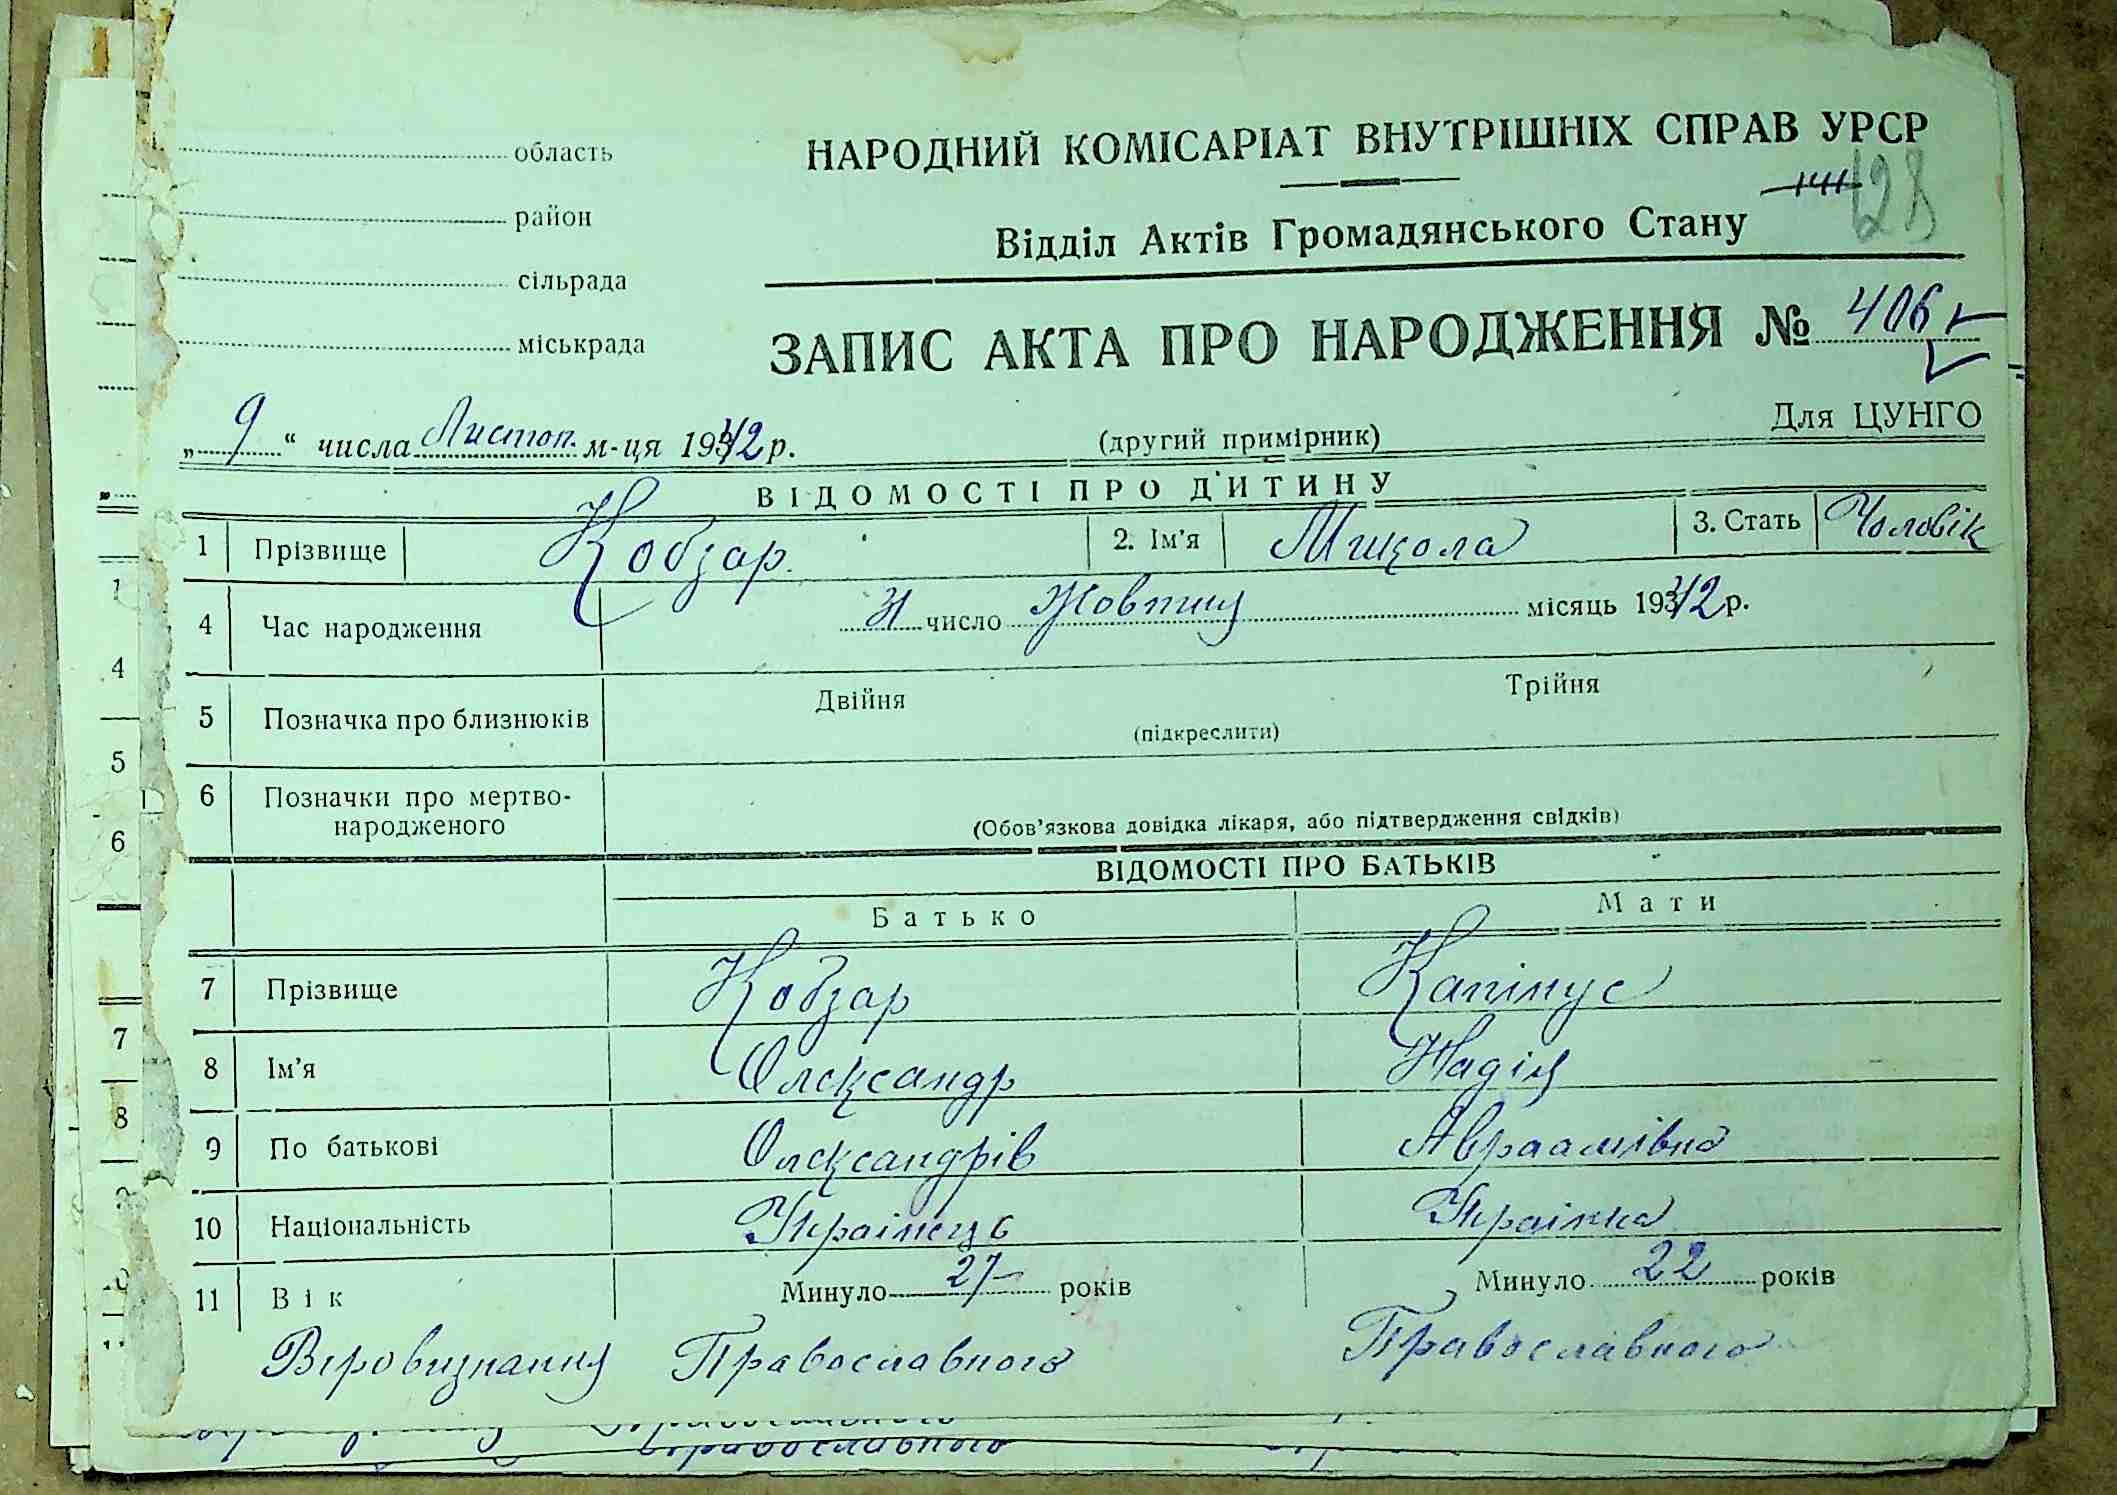 область
район
сільрада
міськрада
НАРОДНИЙ КОМІСАРІАТ ВНУТРІШНІХ СПРАВ УРСР
141 128
Відділ Актів Громадянського Стану
ЗАПИС АКТА ПРО НАРОДЖЕННЯ № 406
„ 9 “ числа Листоп. м-ця 1942 р.
(другий примірник)
Для ЦУНГО
ВІДОМОСТІ ПРО ДИТИНУ
1 Прізвище Кобзар 2. Ім'я Микола 3. Стать Чоловік
4 Час народження число Жовтня місяць 1942 р.
5 Позначка про близнюків Двійня Трійня
(підкреслити)
6 Позначки про мертво-
народженого
(Обов'язкова довідка лікаря, або підтвердження свідків)
ВІДОМОСТІ ПРО БАТЬКІВ
Батько Мати
7 Прізвище Кобзар Капінус
8 Ім'я Олександр Надія
9 По батькові Олександрів Авраамівна
10 Національність Українець Українка
11 Вік Минуло 27 років Минуло 22 років
Віровизнання Православного Православного